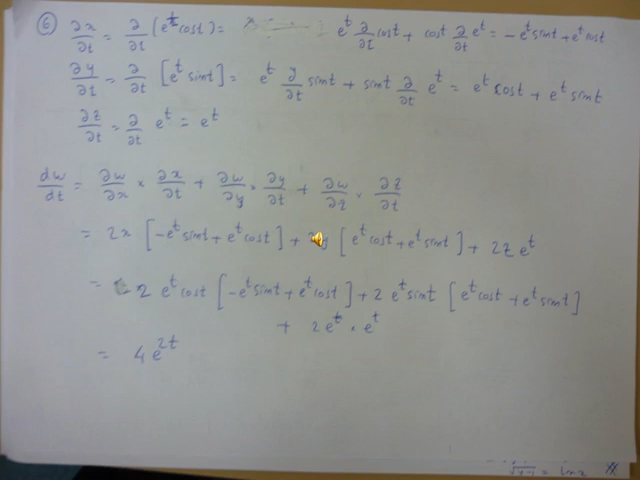 ⑥ ∂x/∂t = ∂/∂t (e^t cost) = e^t ∂/∂t cost + cost ∂/∂t e^t = -e^t sint + e^t cost
∂y/∂t = ∂/∂t [e^t sint] = e^t y/∂t sint + sint ∂/∂t e^t = e^t cost + e^t sint
∂z/∂t = ∂/∂t e^t = e^t
dw/dt = ∂w/∂x × ∂x/∂t + ∂w/∂y × ∂y/∂t + ∂w/∂z × ∂z/∂t
= 2x [-e^t sint + e^t cost] + y [e^t cost + e^t sint] + 2z e^t
= 2 e^t cost [-e^t sint + e^t cost] + 2 e^t sint [e^t cost + e^t sint]
+ 2e^t × e^t
= 4e^2t